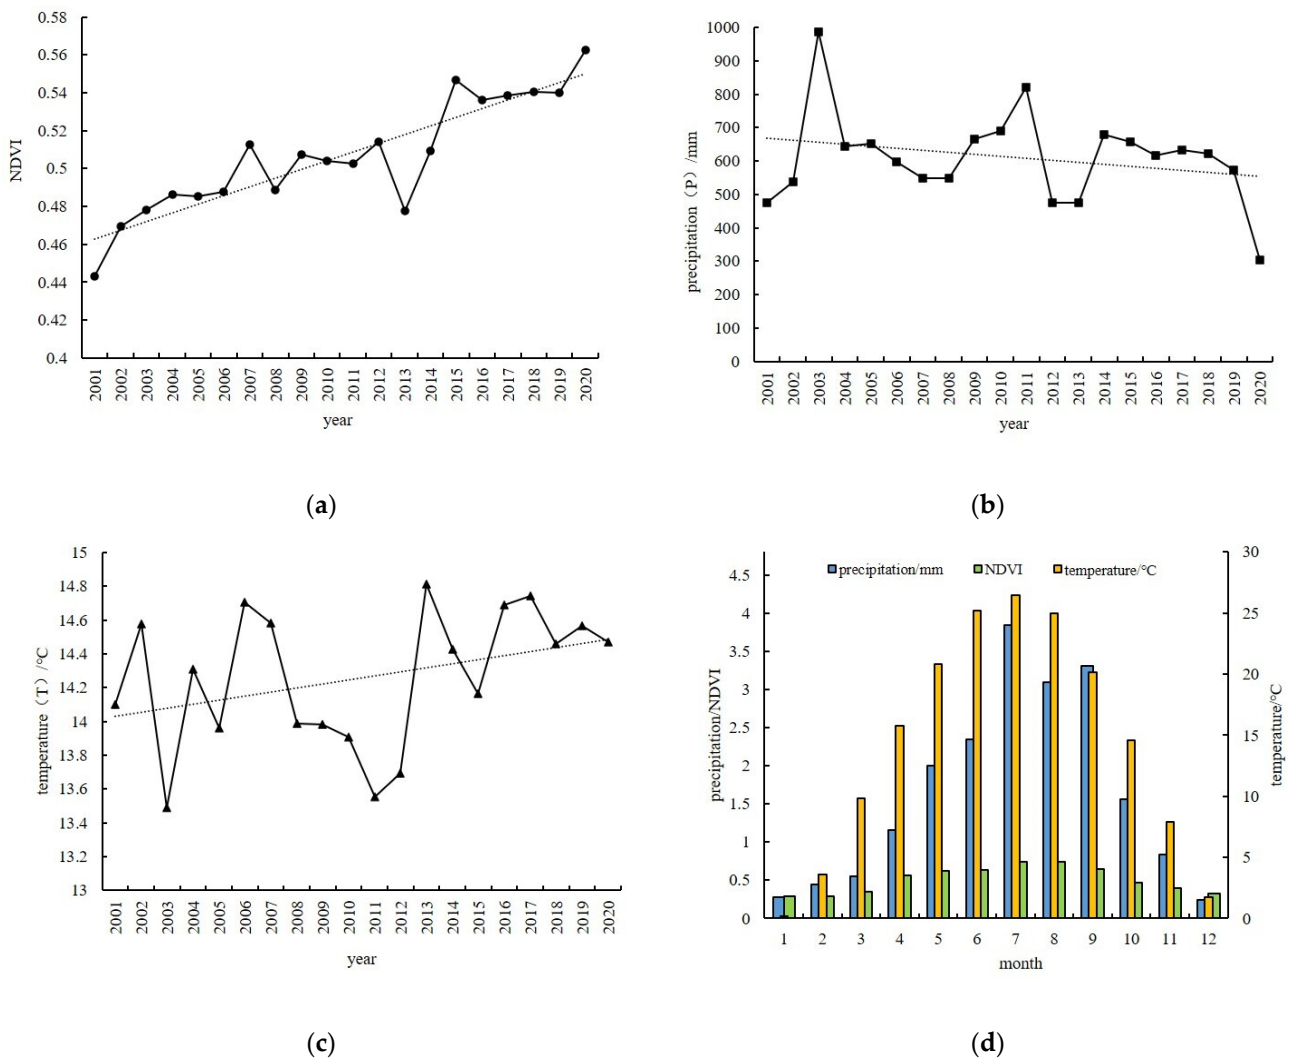 0.58
0.56
0.54
0.52
0.5
0.48
0.46
0.44
0.42
0.4
NDVI
2001 2002 2003 2004 2005 2006 2007 2008 2009 2010 2011 2012 2013 2014 2015 2016 2017 2018 2019 2020
year
(a)
1000
900
800
700
600
500
400
300
200
100
0
precipitation（P）/mm
2001 2002 2003 2004 2005 2006 2007 2008 2009 2010 2011 2012 2013 2014 2015 2016 2017 2018 2019 2020
year
(b)
15
14.8
14.6
14.4
14.2
14
13.8
13.6
13.4
13.2
13
temperature（T）/°C
2001 2002 2003 2004 2005 2006 2007 2008 2009 2010 2011 2012 2013 2014 2015 2016 2017 2018 2019 2020
year
(c)
precipitation/mm NDVI temperature/°C
4.5
4
3.5
3
2.5
2
1.5
1
0.5
0
precipitation/NDVI
30
25
20
15
10
5
0
temperature/°C
1 2 3 4 5 6 7 8 9 10 11 12
month
(d)